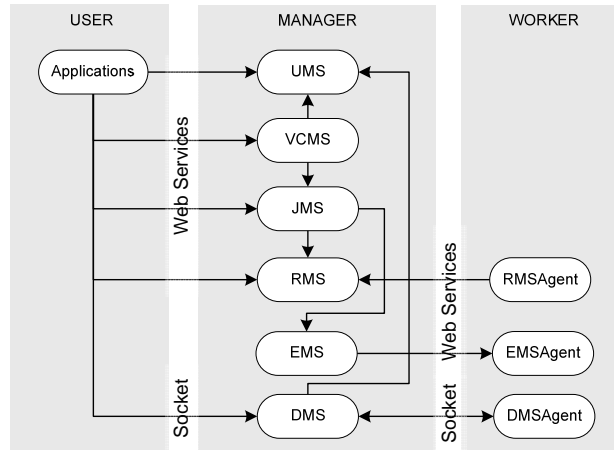 USER MANAGER WORKER
Applications UMS
VCMS
Web Services
JMS
RMS RMSAgent
Web Services
EMS EMSAgent
Socket DMS Socket DMSAgent